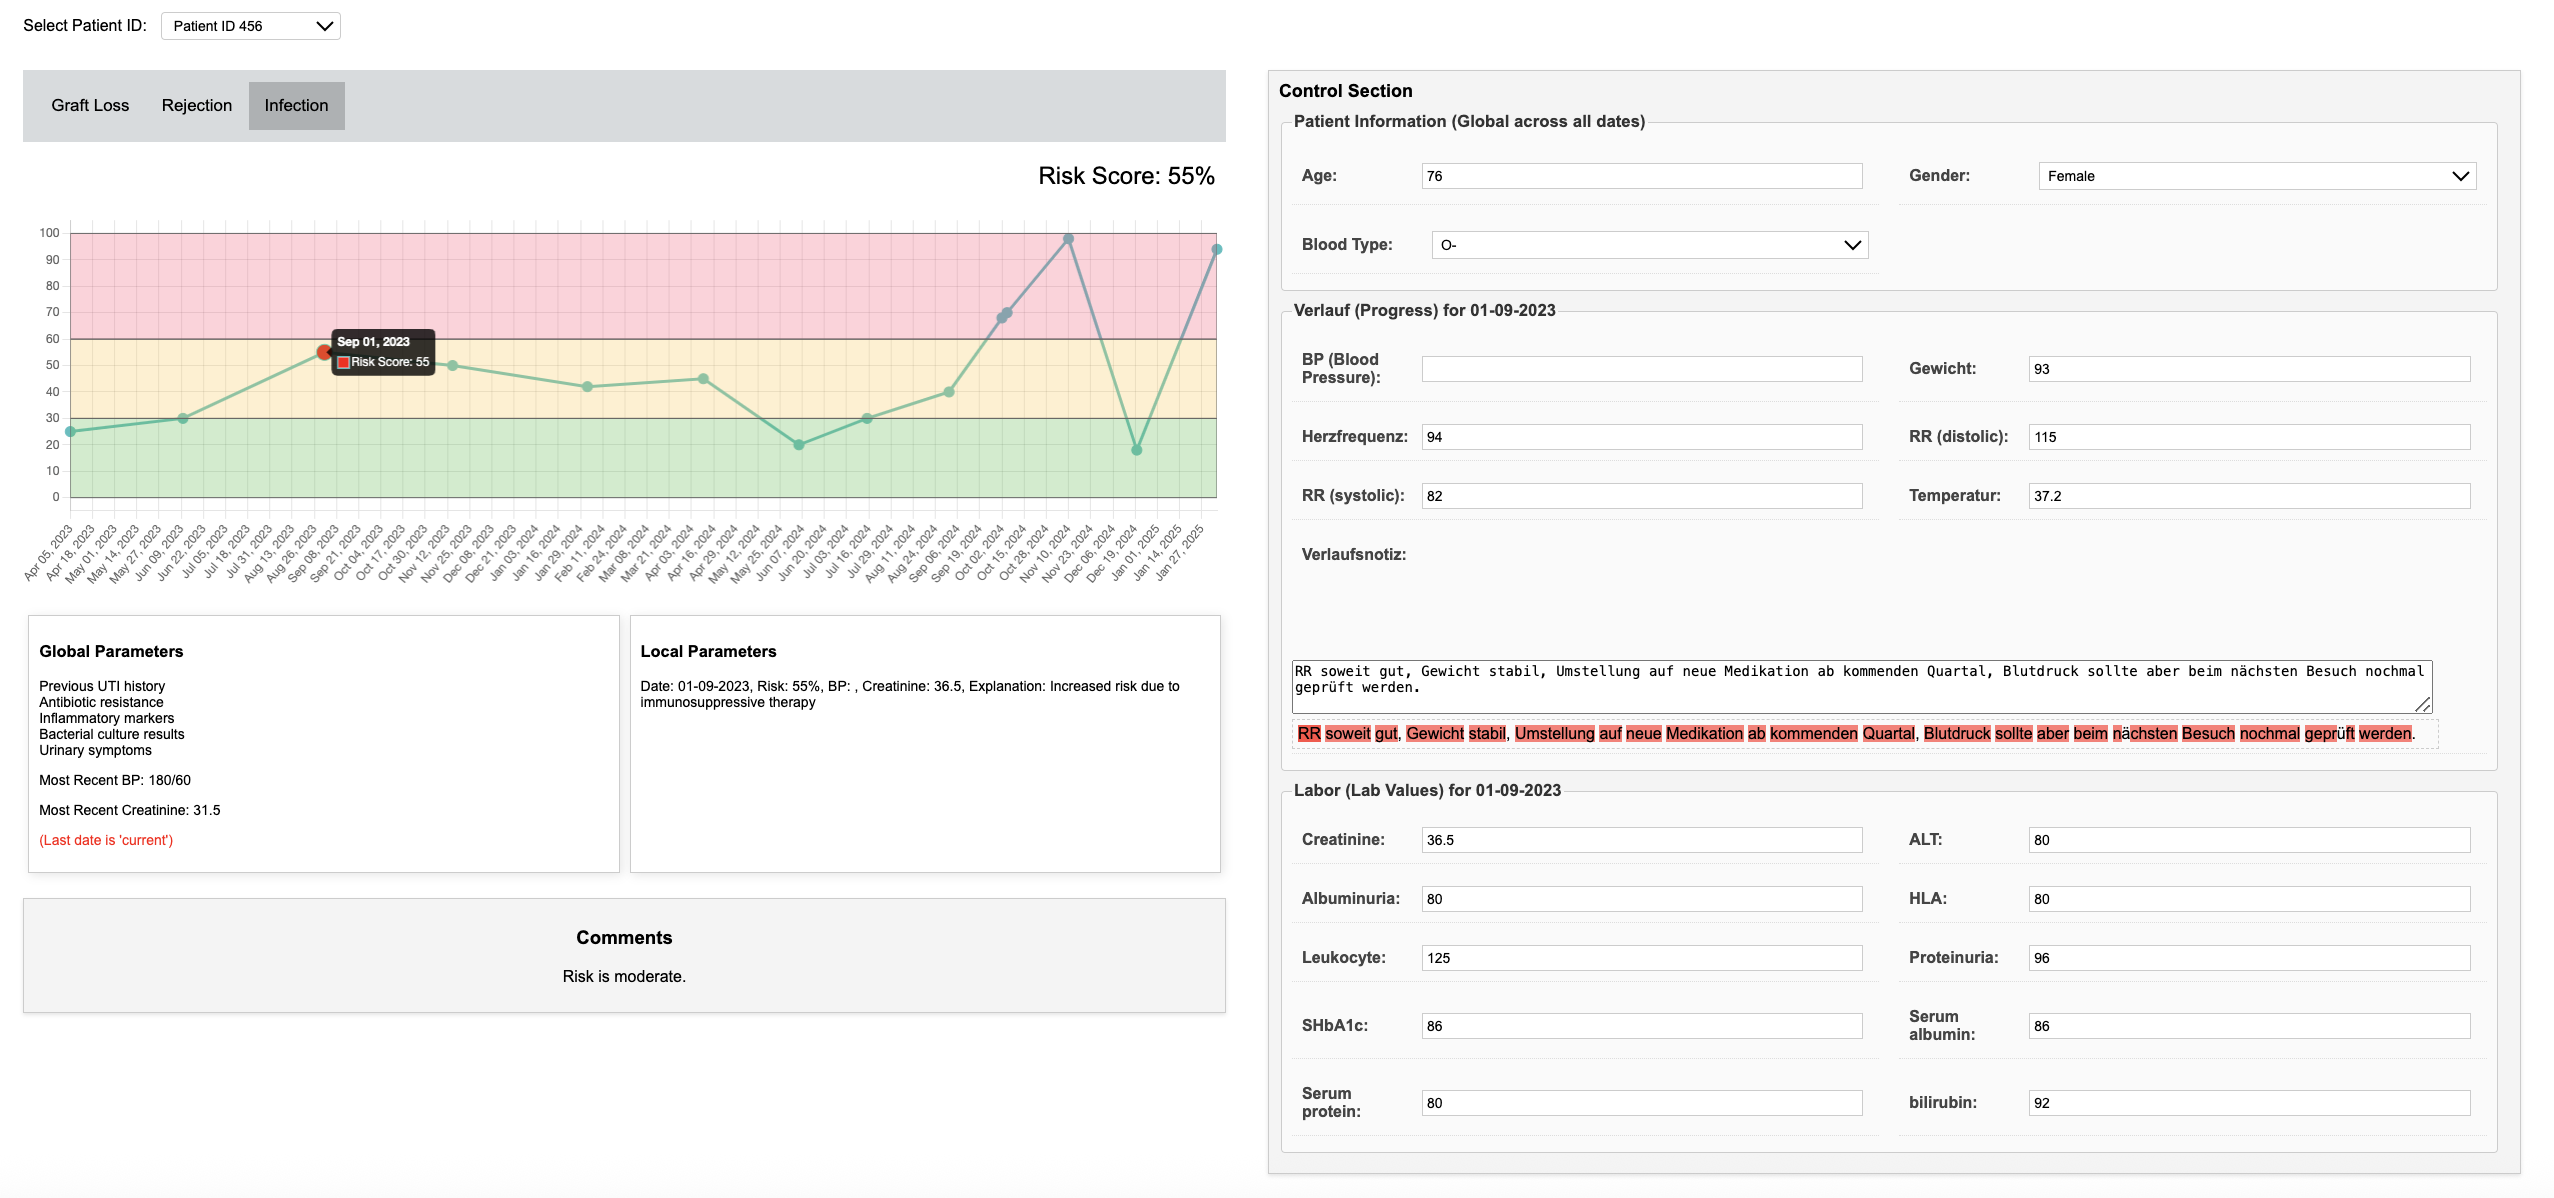 Select Patient ID: Patient ID 456
Graft Loss Rejection Infection
Risk Score: 55%
100
90
80
70
60
50
40
30
20
10
0
Sep 01, 2023
Risk Score: 55
Apr 05, 2023
Apr 18, 2023
May 01, 2023
May 14, 2023
May 27, 2023
Jun 09, 2023
Jun 22, 2023
Jul 05, 2023
Jul 18, 2023
Jul 31, 2023
Aug 13, 2023
Aug 26, 2023
Sep 08, 2023
Sep 21, 2023
Oct 04, 2023
Oct 17, 2023
Oct 30, 2023
Nov 12, 2023
Nov 25, 2023
Dec 08, 2023
Dec 21, 2023
Jan 03, 2024
Jan 16, 2024
Jan 29, 2024
Feb 11, 2024
Feb 24, 2024
Mar 08, 2024
Mar 21, 2024
Apr 03, 2024
Apr 16, 2024
Apr 29, 2024
May 12, 2024
May 25, 2024
Jun 07, 2024
Jun 20, 2024
Jul 03, 2024
Jul 16, 2024
Jul 29, 2024
Aug 11, 2024
Aug 24, 2024
Sep 06, 2024
Sep 19, 2024
Oct 02, 2024
Oct 15, 2024
Oct 28, 2024
Nov 10, 2024
Nov 23, 2024
Dec 06, 2024
Dec 19, 2024
Jan 01, 2025
Jan 14, 2025
Jan 27, 2025
Global Parameters
Previous UTI history
Antibiotic resistance
Inflammatory markers
Bacterial culture results
Urinary symptoms
Most Recent BP: 180/60
Most Recent Creatinine: 31.5
(Last date is 'current')
Local Parameters
Date: 01-09-2023, Risk: 55%, BP: , Creatinine: 36.5, Explanation: Increased risk due to
immunosuppressive therapy
Comments
Risk is moderate.
Control Section
Patient Information (Global across all dates)
Age: 76
Gender: Female
Blood Type: O-
Verlauf (Progress) for 01-09-2023
BP (Blood
Pressure):
Gewicht: 93
Herzfrequenz: 94
RR (distolic): 115
RR (systolic): 82
Temperatur: 37.2
Verlaufsnotiz:
RR soweit gut, Gewicht stabil, Umstellung auf neue Medikation ab kommenden Quartal, Blutdruck sollte aber beim nächsten Besuch nochmal
geprüft werden.
RR soweit gut, Gewicht stabil, Umstellung auf neue Medikation ab kommenden Quartal, Blutdruck sollte aber beim nächsten Besuch nochmal geprüft werden.
Labor (Lab Values) for 01-09-2023
Creatinine: 36.5
ALT: 80
Albuminuria: 80
HLA: 80
Leukocyte: 125
Proteinuria: 96
SHbA1c: 86
Serum
albumin: 86
Serum
protein: 80
bilirubin: 92